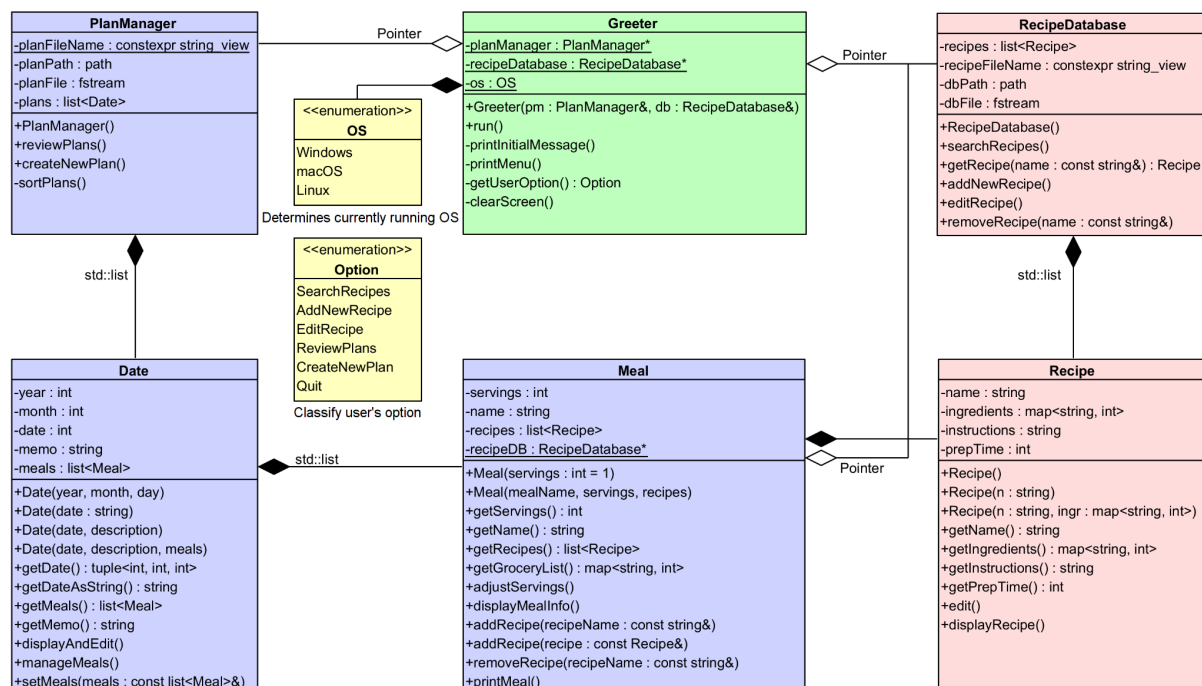 PlanManager
-planFileName : constexpr string_view
-planPath : path
-planFile : fstream
-plans : list<Date>
+PlanManager()
+reviewPlans()
+createNewPlan()
-sortPlans()
Pointer
Greeter
-planManager : PlanManager*
-recipeDatabase : RecipeDatabase*
-os : OS
+Greeter(pm : PlanManager&, db : RecipeDatabase&)
+run()
-printInitialMessage()
-printMenu()
-getUserOption() : Option
-clearScreen()
Pointer
RecipeDatabase
-recipes : list<Recipe>
-recipeFileName : constexpr string_view
-dbPath : path
-dbFile : fstream
+RecipeDatabase()
+searchRecipes()
+getRecipe(name : const string&) : Recipe
+addNewRecipe()
+editRecipe()
+removeRecipe(name : const string&)
<<enumeration>>
OS
Windows
macOS
Linux
Determines currently running OS
<<enumeration>>
Option
SearchRecipes
AddNewRecipe
EditRecipe
ReviewPlans
CreateNewPlan
Quit
Classify user's option
std::list
std::list
Date
-year : int
-month : int
-date : int
-memo : string
-meals : list<Meal>
+Date(year, month, day)
+Date(date : string)
+Date(date, description)
+Date(date, description, meals)
+getDate() : tuple<int, int, int>
+getDateAsString() : string
+getMeals() : list<Meal>
+getMemo() : string
+displayAndEdit()
+manageMeals()
+setMeals(meals : const list<Meal>&)
std::list
Meal
-servings : int
-name : string
-recipes : list<Recipe>
-recipeDB : RecipeDatabase*
+Meal(servings : int = 1)
+Meal(mealName, servings, recipes)
+getServings() : int
+getName() : string
+getRecipes() : list<Recipe>
+getGroceryList() : map<string, int>
+adjustServings()
+displayMealInfo()
+addRecipe(recipeName : const string&)
+addRecipe(recipe : const Recipe&)
+removeRecipe(recipeName : const string&)
+printMeal()
Pointer
Recipe
-name : string
-ingredients : map<string, int>
-instructions : string
-prepTime : int
+Recipe()
+Recipe(n : string)
+Recipe(n : string, ingr : map<string, int>)
+getName() : string
+getIngredients() : map<string, int>
+getInstructions() : string
+getPrepTime() : int
+edit()
+displayRecipe()